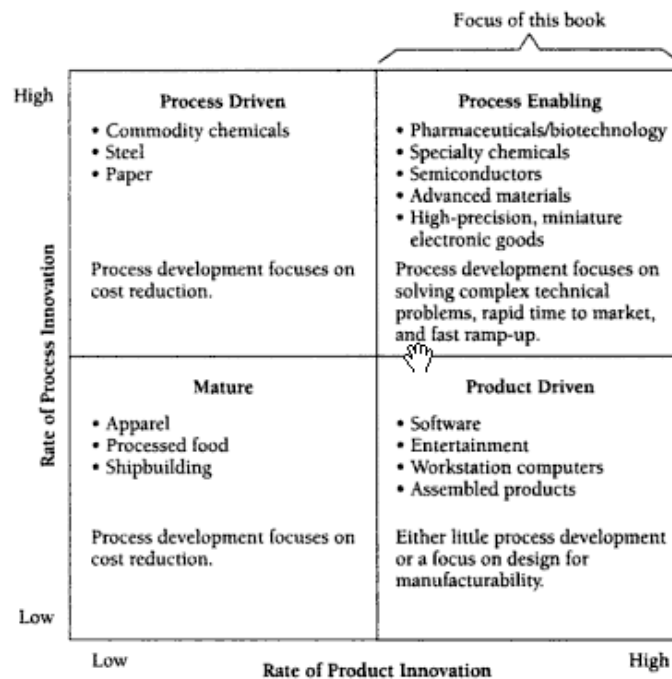 Focus of this book
High
Process Driven
• Commodity chemicals
• Steel
• Paper
Process development focuses on
cost reduction.
Process Enabling
• Pharmaceuticals/biotechnology
• Specialty chemicals
• Semiconductors
• Advanced materials
• High-precision, miniature
electronic goods
Process development focuses on
solving complex technical
problems, rapid time to market,
and fast ramp-up.
Rate of Process Innovation
Mature
• Apparel
• Processed food
• Shipbuilding
Process development focuses on
cost reduction.
Product Driven
• Software
• Entertainment
• Workstation computers
• Assembled products
Either little process development
or a focus on design for
manufacturability.
Low
Low
Rate of Product Innovation
High